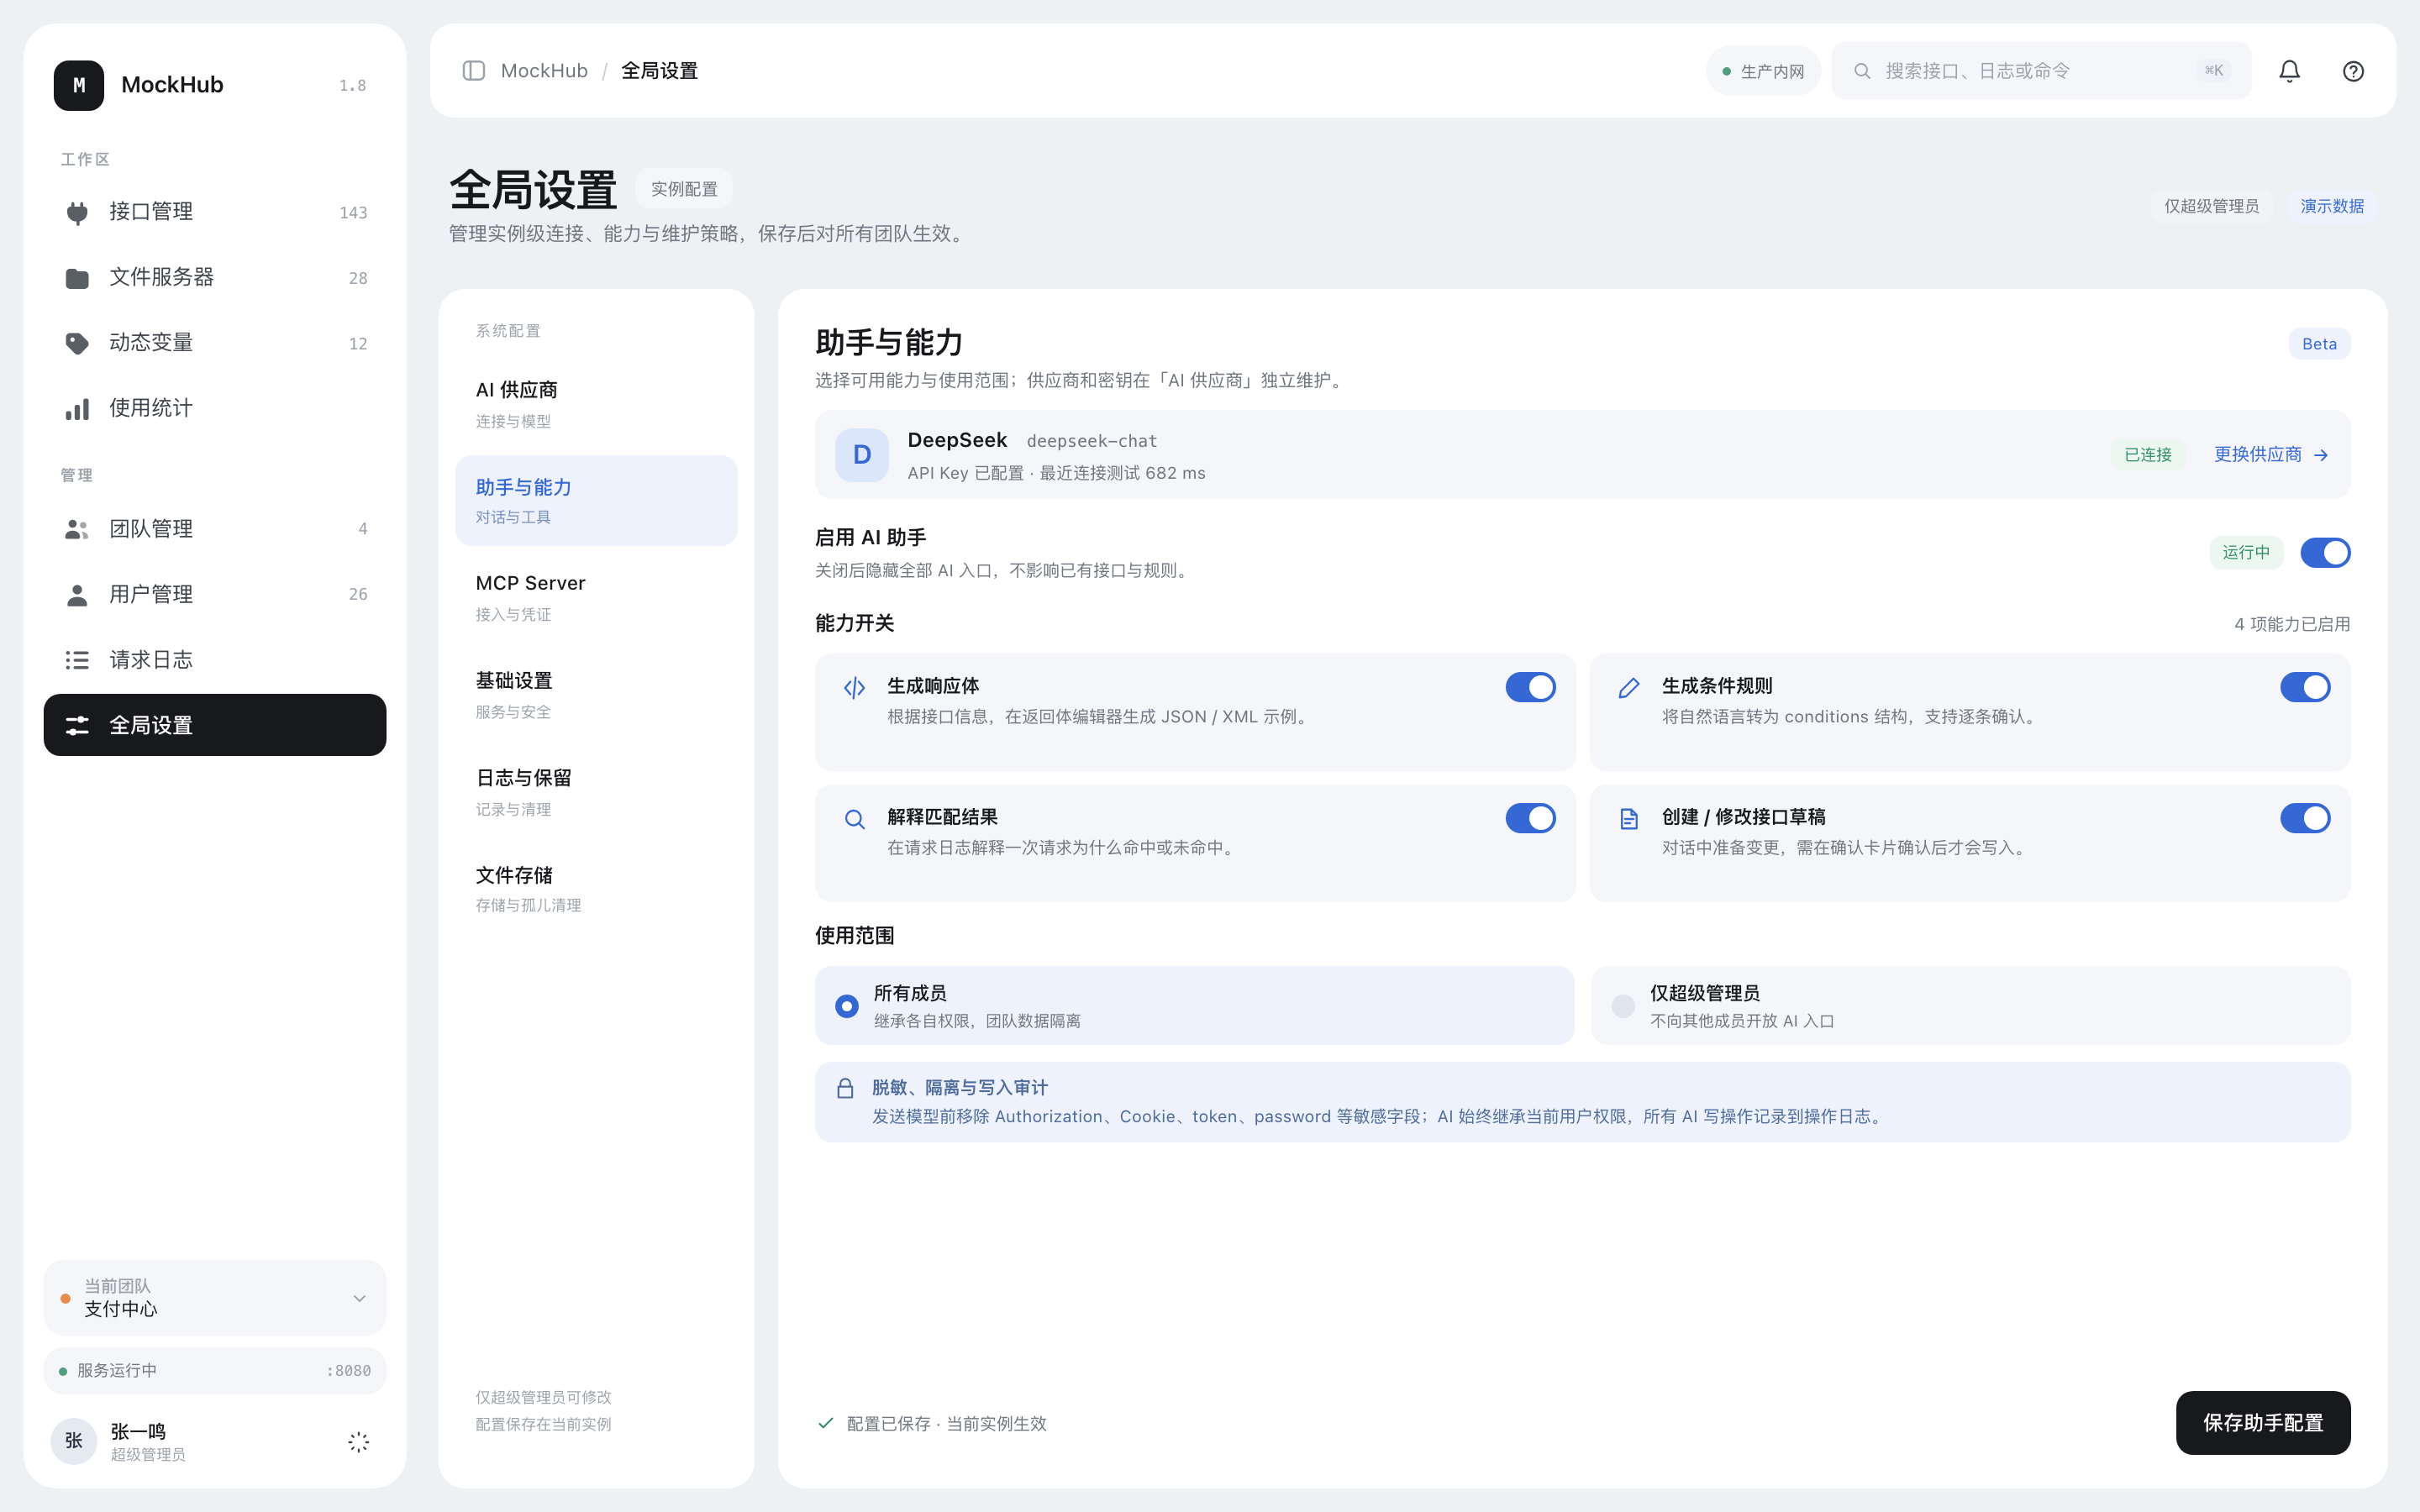 M MockHub 1.8
工作区
接口管理 143
文件服务器 28
动态变量 12
使用统计
管理
团队管理 4
用户管理 26
请求日志
全局设置
当前团队
支付中心
服务运行中 :8080
张 张一鸣
超级管理员
MockHub / 全局设置
生产内网
搜索接口、日志或命令 ⌘K
全局设置 实例配置
管理实例级连接、能力与维护策略，保存后对所有团队生效。
仅超级管理员 演示数据
系统配置
AI 供应商
连接与模型
助手与能力
对话与工具
MCP Server
接入与凭证
基础设置
服务与安全
日志与保留
记录与清理
文件存储
存储与孤儿清理
仅超级管理员可修改
配置保存在当前实例
助手与能力 Beta
选择可用能力与使用范围；供应商和密钥在「AI 供应商」独立维护。
D DeepSeek deepseek-chat
API Key 已配置 · 最近连接测试 682 ms
已连接 更换供应商 →
启用 AI 助手
关闭后隐藏全部 AI 入口，不影响已有接口与规则。
运行中
能力开关 4 项能力已启用
生成响应体
根据接口信息，在返回体编辑器生成 JSON / XML 示例。
生成条件规则
将自然语言转为 conditions 结构，支持逐条确认。
解释匹配结果
在请求日志解释一次请求为什么命中或未命中。
创建 / 修改接口草稿
对话中准备变更，需在确认卡片确认后才会写入。
使用范围
所有成员
继承各自权限，团队数据隔离
仅超级管理员
不向其他成员开放 AI 入口
脱敏、隔离与写入审计
发送模型前移除 Authorization、Cookie、token、password 等敏感字段；AI 始终继承当前用户权限，所有 AI 写操作记录到操作日志。
配置已保存 · 当前实例生效
保存助手配置